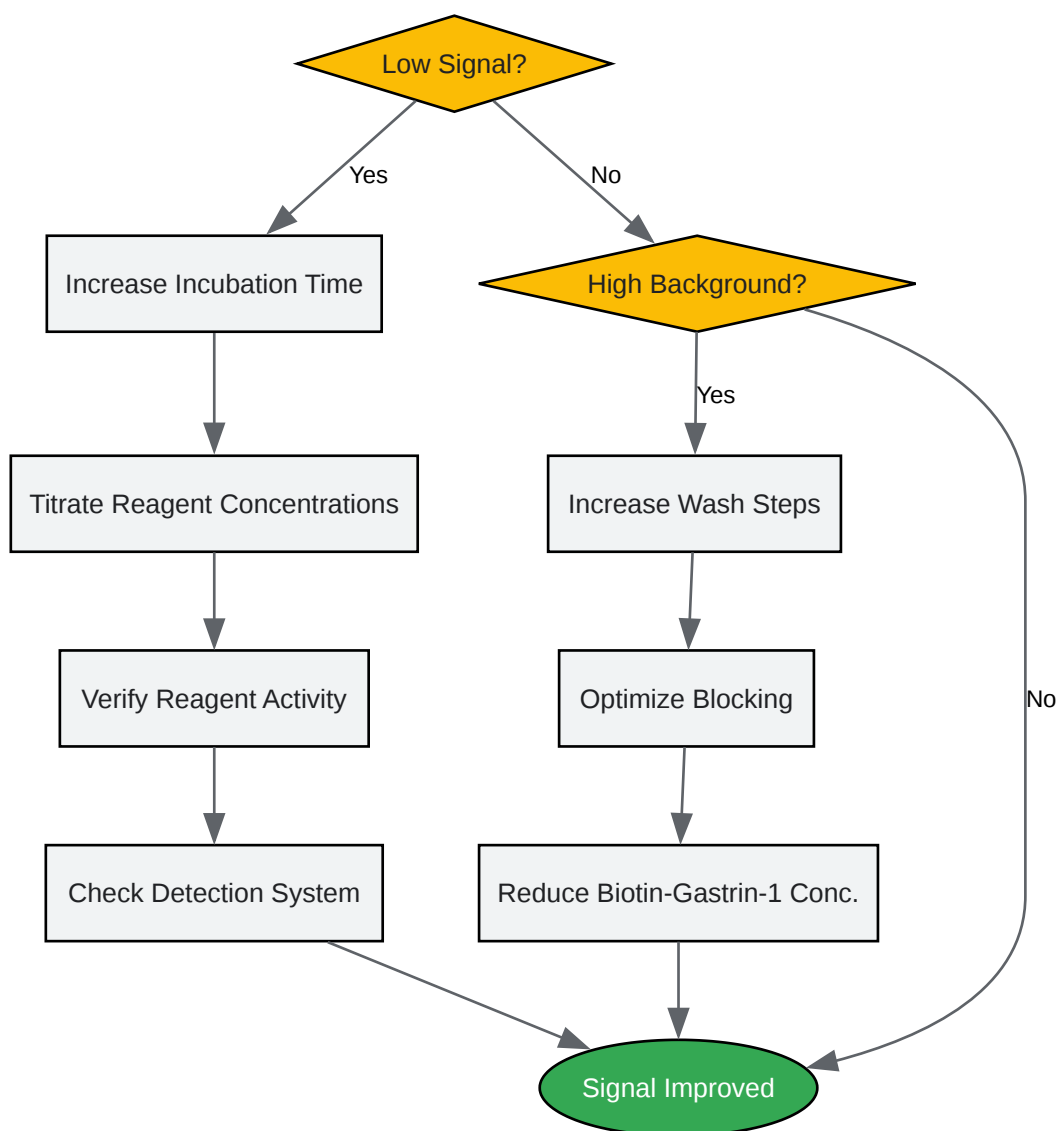 Low Signal?
Yes
No
Increase Incubation Time
High Background?
Yes
Titrate Reagent Concentrations
Increase Wash Steps
Verify Reagent Activity
Optimize Blocking
No
Check Detection System
Reduce Biotin-Gastrin-1 Conc.
Signal Improved